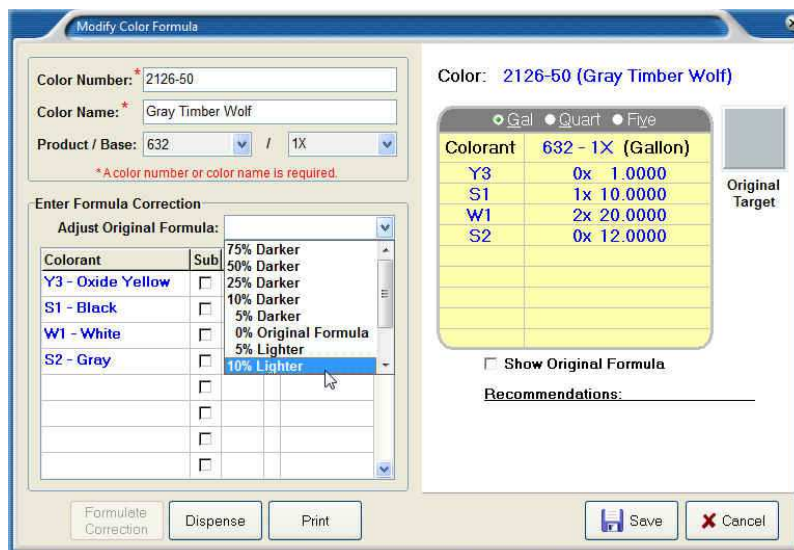 Modify Color Formula
Color Number:* 2126-50
Color Name:* Gray Timber Wolf
Product / Base: 632 / 1X
*A color number or color name is required.
Enter Formula Correction
Adjust Original Formula:
75% Darker
50% Darker
25% Darker
10% Darker
5% Darker
0% Original Formula
5% Lighter
10% Lighter
Colorant Sub
Y3 - Oxide Yellow
S1 - Black
W1 - White
S2 - Gray
Formulate Correction
Dispense
Print
Color: 2126-50 (Gray Timber Wolf)
Gal Quart Five
Colorant 632 - 1X (Gallon)
Y3 0x 1.0000
S1 1x 10.0000
W1 2x 20.0000
S2 0x 12.0000
Original
Target
Show Original Formula
Recommendations:
Save
Cancel